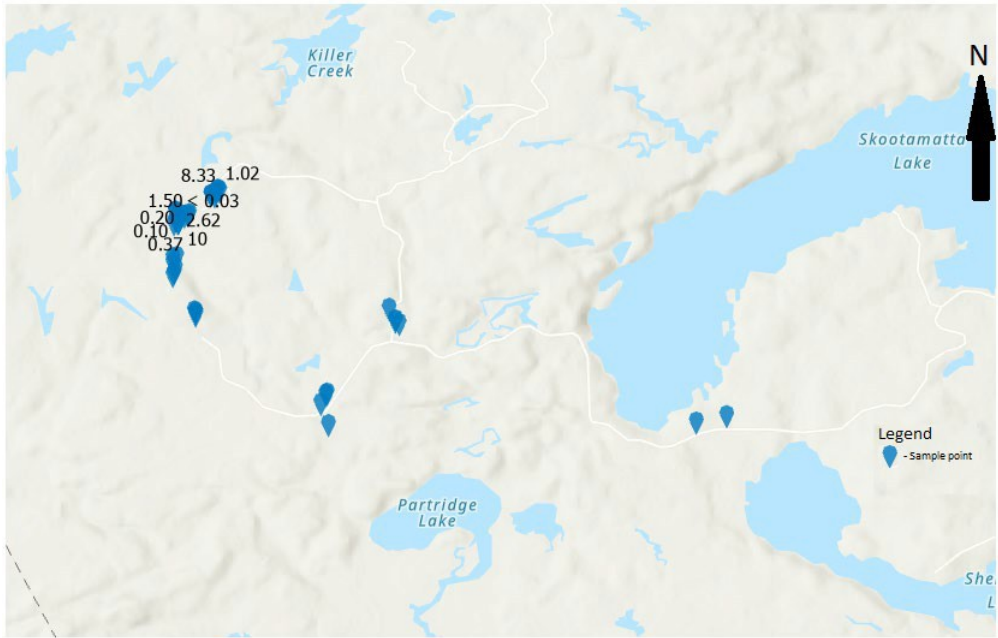 N
Killer
Creek
Skootamatta
Lake
8.33 1.02
1.50 < 0.03
0.20 2.62
0.10
0.37 10
Legend
- Sample point
Partridge
Lake
She
L